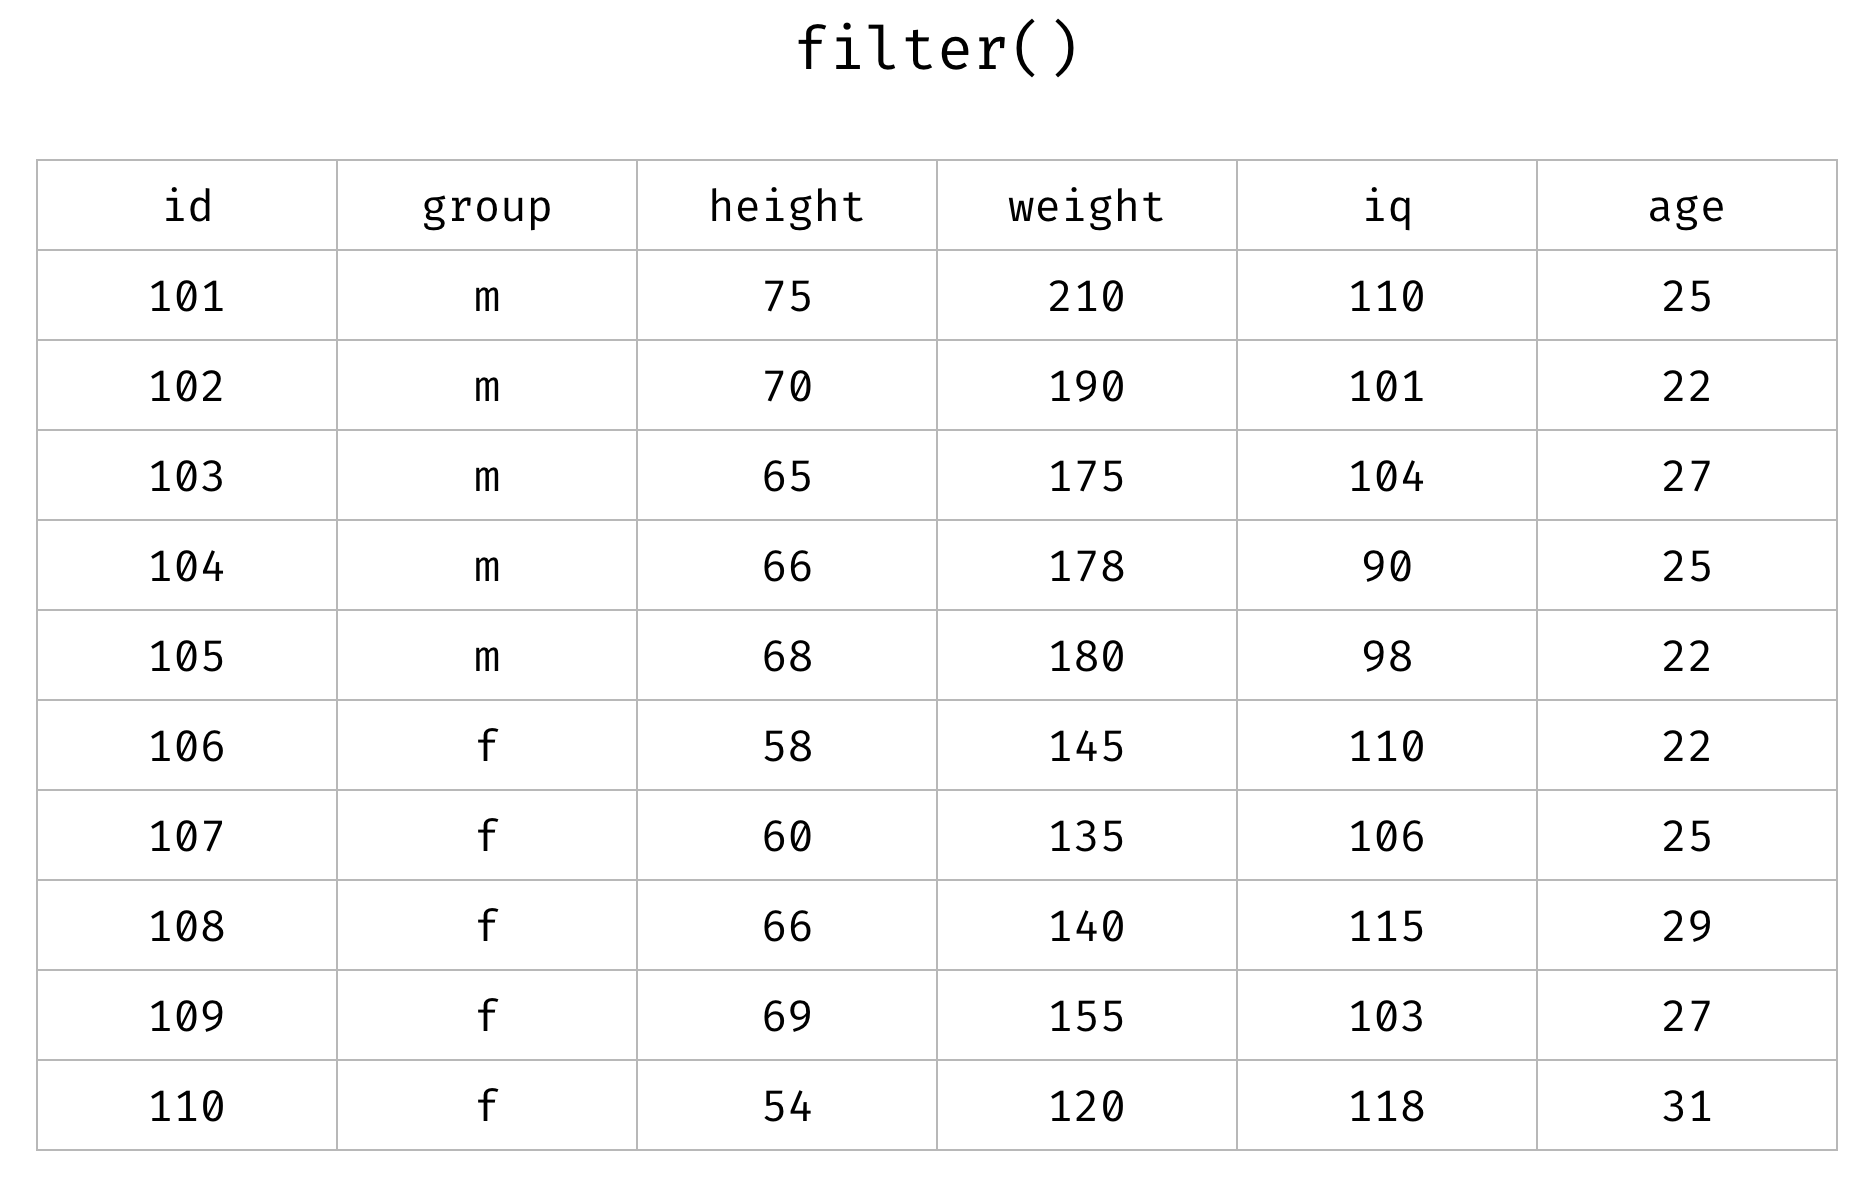 filter()
id group height weight iq age
101 m 75 210 110 25
102 m 70 190 101 22
103 m 65 175 104 27
104 m 66 178 90 25
105 m 68 180 98 22
106 f 58 145 110 22
107 f 60 135 106 25
108 f 66 140 115 29
109 f 69 155 103 27
110 f 54 120 118 31